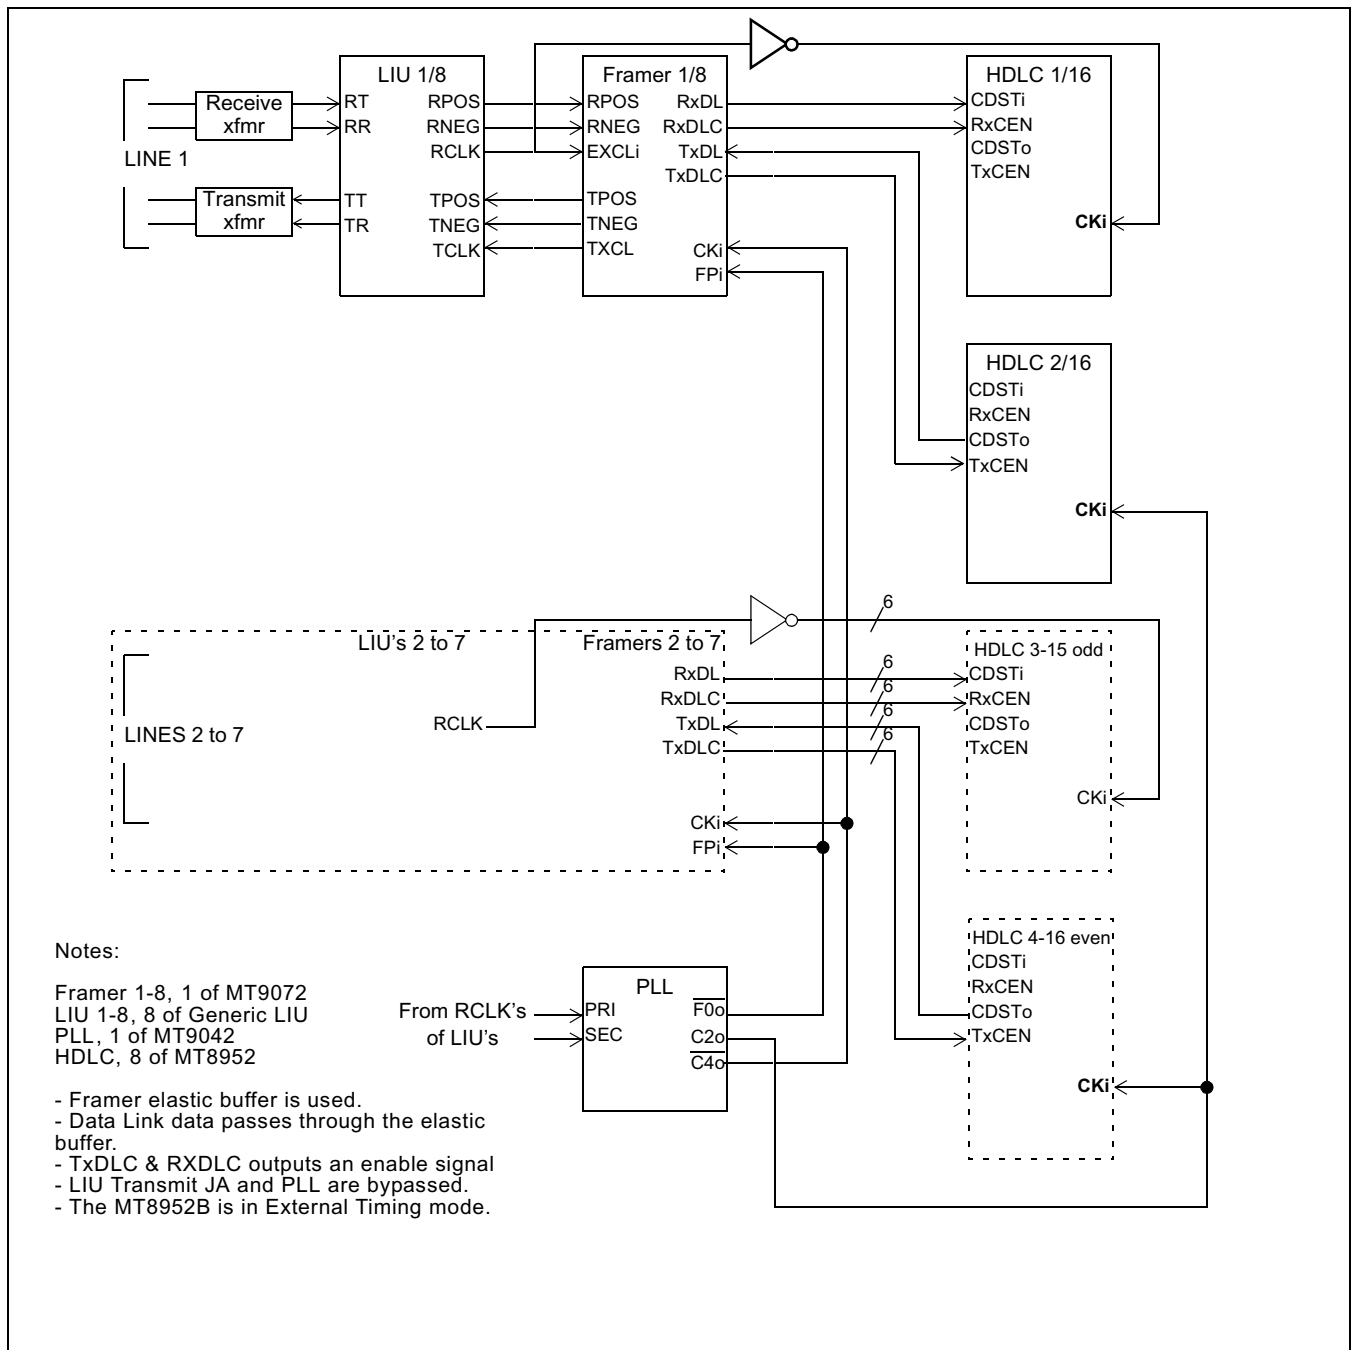 LIU 1/8
Framer 1/8
HDLC 1/16
Receive
xfmr
RT
RR
RPOS
RNEG
RCLK
RPOS
RNEG
EXCLi
RxDL
RxDLC
TxDL
TxDLC
CDSTi
RxCEN
CDSTo
TxCEN
LINE 1
Transmit
xfmr
TT
TR
TPOS
TNEG
TCLK
TPOS
TNEG
TXCL
CKi
FPi
CKi
HDLC 2/16
CDSTi
RxCEN
CDSTo
TxCEN
CKi
6
LIU's 2 to 7
Framers 2 to 7
HDLC 3-15 odd
RxDL
RxDLC
TxDL
TxDLC
6
6
6
6
CDSTi
RxCEN
CDSTo
TxCEN
RCLK
LINES 2 to 7
CKi
CKi
FPi
HDLC 4-16 even
CDSTi
RxCEN
CDSTo
TxCEN
CKi
PLL
From RCLK's
of LIU's
PRI
SEC
F0o
C2o
C4o
Notes:
Framer 1-8, 1 of MT9072
LIU 1-8, 8 of Generic LIU
PLL, 1 of MT9042
HDLC, 8 of MT8952
- Framer elastic buffer is used.
- Data Link data passes through the elastic
buffer.
- TxDLC & RXDLC outputs an enable signal
- LIU Transmit JA and PLL are bypassed.
- The MT8952B is in External Timing mode.